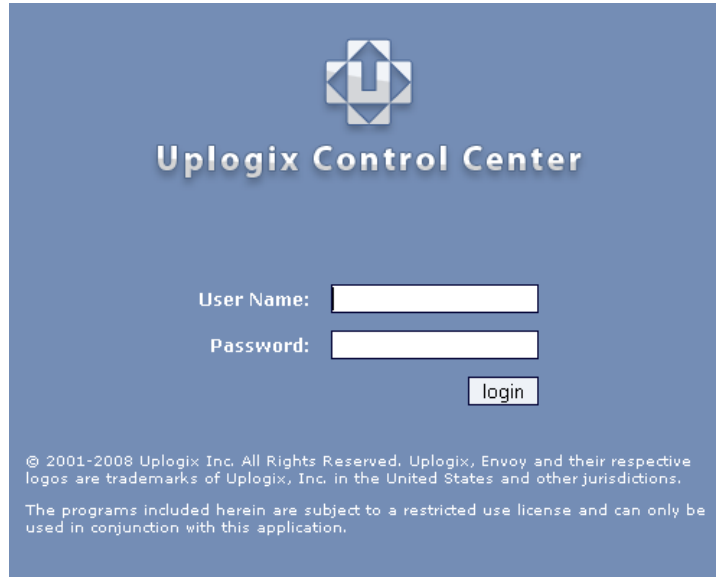 U
Uplogix Control Center
User Name:
Password:
login
© 2001-2008 Uplogix Inc. All Rights Reserved. Uplogix, Envoy and their respective
logos are trademarks of Uplogix, Inc. in the United States and other jurisdictions.
The programs included herein are subject to a restricted use license and can only be
used in conjunction with this application.